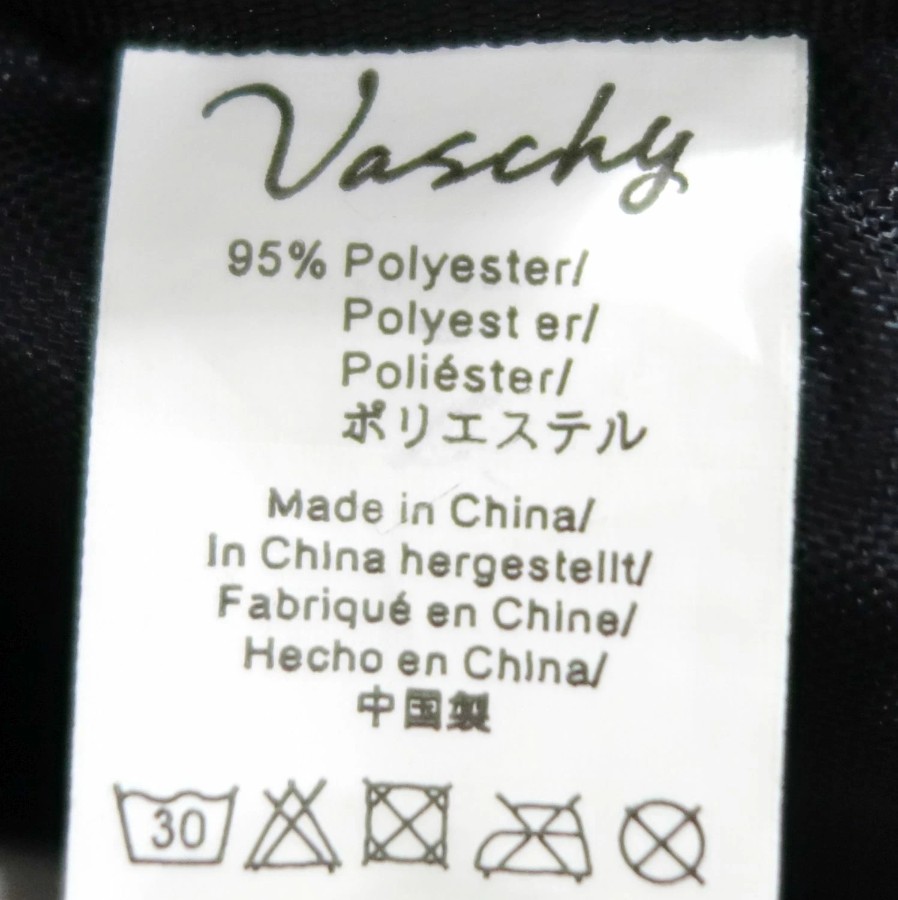 Vaschy
95% Polyester/
Polyest er/
Poliéster/
ポリエステル
Made in China/
In China hergestellt/
Fabriqué en Chine/
Hecho en China/
中国製
30